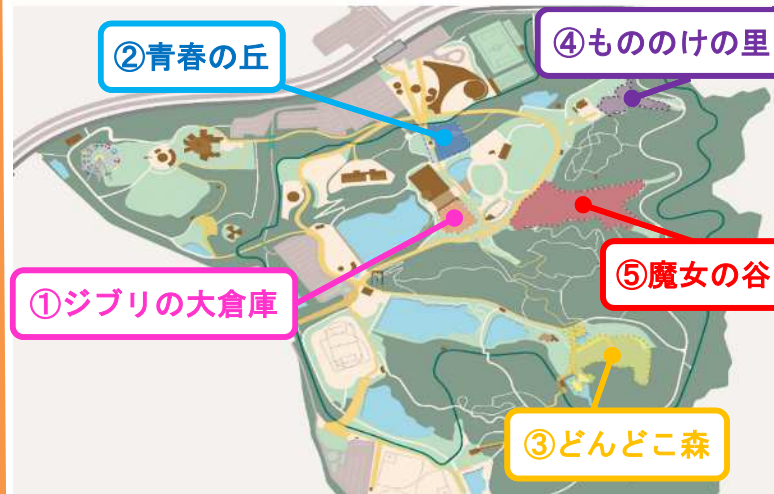 ②青春の丘
④もののけの里
①ジブリの大倉庫
⑤魔女の谷
③どんどこ森